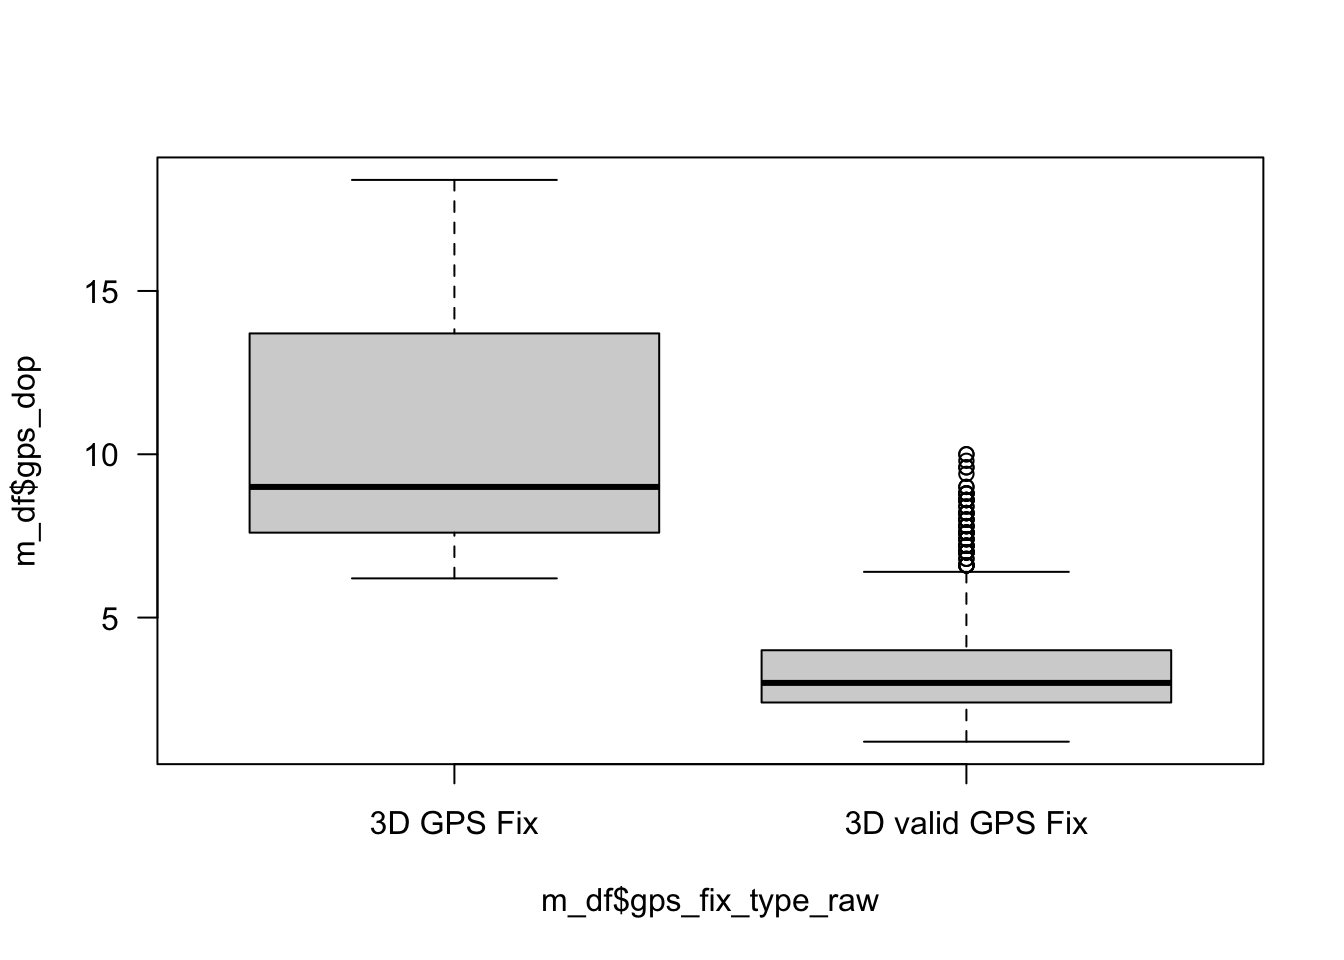 m_df$gps_dop
15
10
5
3D GPS Fix
3D valid GPS Fix
m_df$gps_fix_type_raw